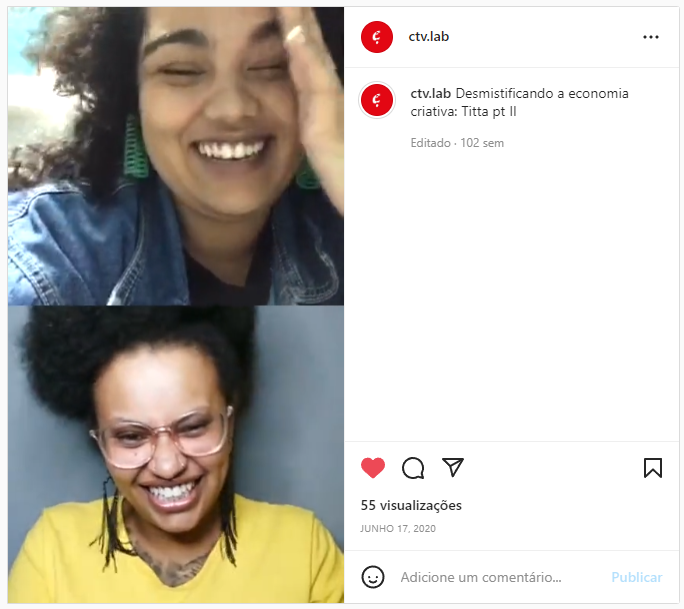 ctv.lab
ctv.lab Desmistificando a economia
criativa: Titta pt II
Editado · 102 sem
55 visualizações
JUNHO 17, 2020
Adicione um comentário... Publicar